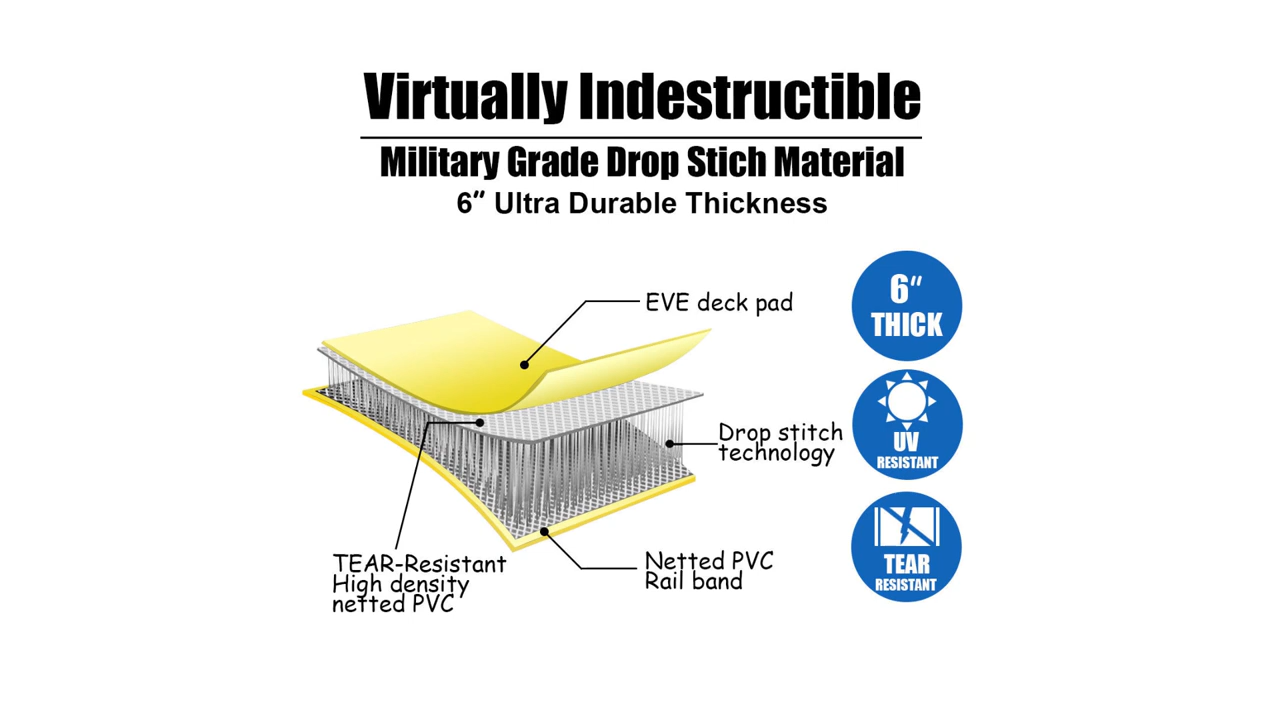 Virtually Indestructible
Military Grade Drop Stich Material
6" Ultra Durable Thickness
EVE deck pad
6"
THICK
UV
RESISTANT
Drop stitch
technology
TEAR-Resistant
High density
netted PVC
Netted PVC
Rail band
TEAR
RESISTANT